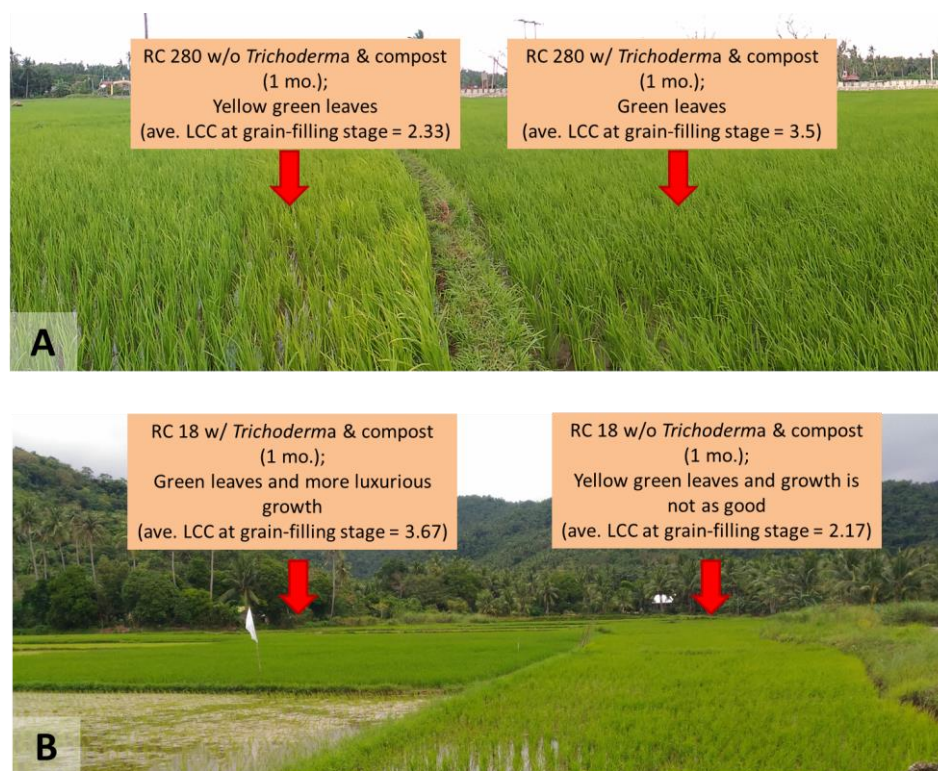 RC 280 w/o Trichoderma & compost
(1 mo.);
Yellow green leaves
(ave. LCC at grain-filling stage = 2.33)
RC 280 w/ Trichoderma & compost
(1 mo.);
Green leaves
(ave. LCC at grain-filling stage = 3.5)
A
RC 18 w/ Trichoderma & compost
(1 mo.);
Green leaves and more luxurious
growth
(ave. LCC at grain-filling stage = 3.67)
RC 18 w/o Trichoderma & compost
(1 mo.);
Yellow green leaves and growth is
not as good
(ave. LCC at grain-filling stage = 2.17)
B